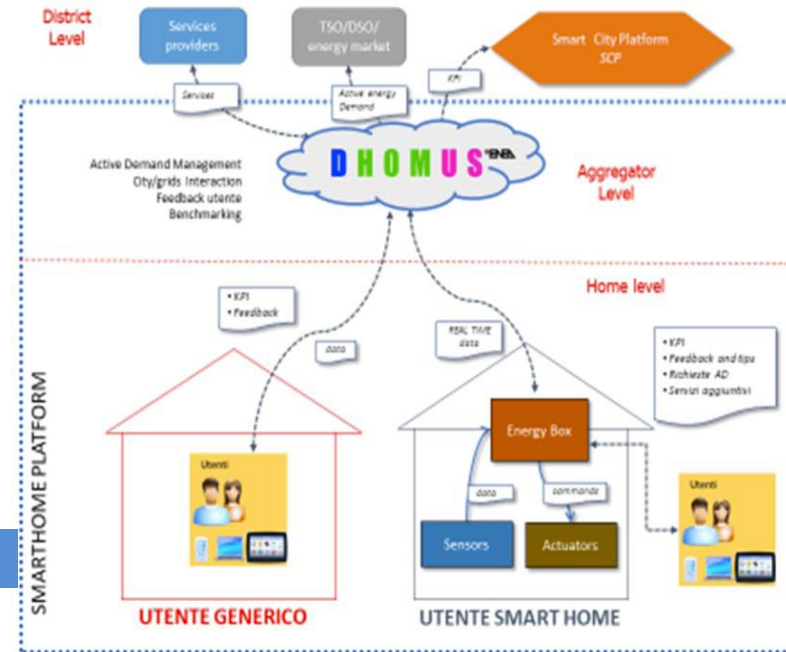 District
Level
Services
providers
TSO/DSO/
energy market
Smart City Platform
SCP
Services
Active energy
Demand
KPI
DHOMUS
ENEA
Active Demand Management
City/grids Interaction
Feedback utente
Benchmarking
Aggregator
Level
Home level
• KPI
• Feedback
data
REAL TIME
data
• KPI
• Feedback and tips
• Richieste AD
• Servizi aggiuntivi
SMARTHOME PLATFORM
Utenti
Energy Box
data
commands
Sensors
Actuators
Utenti
UTENTE GENERICO
UTENTE SMART HOME